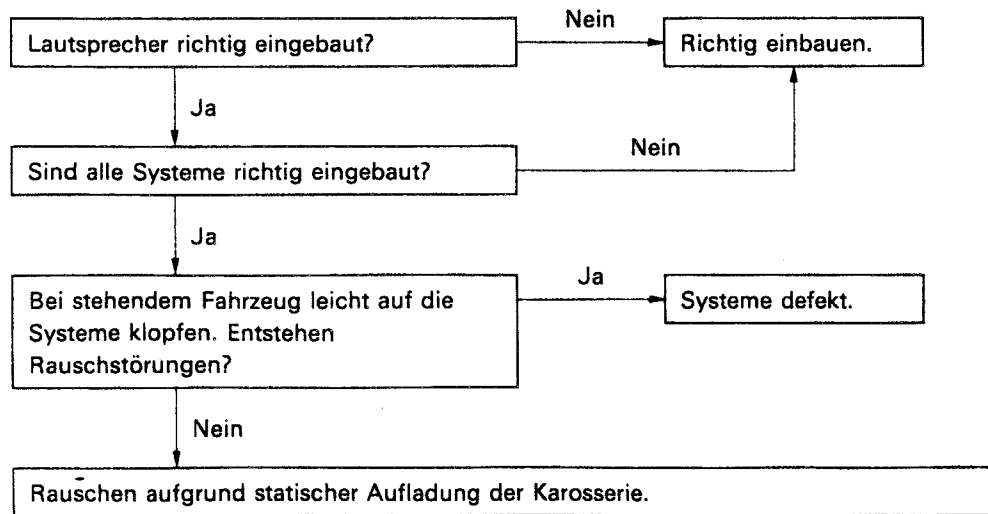 Lautsprecher richtig eingebaut?
Nein
Richtig einbauen.
Ja
Sind alle Systeme richtig eingebaut?
Nein
Ja
Bei stehendem Fahrzeug leicht auf die
Systeme klopfen. Entstehen
Rauschstörungen?
Ja
Systeme defekt.
Nein
Rauschen aufgrund statischer Aufladung der Karosserie.